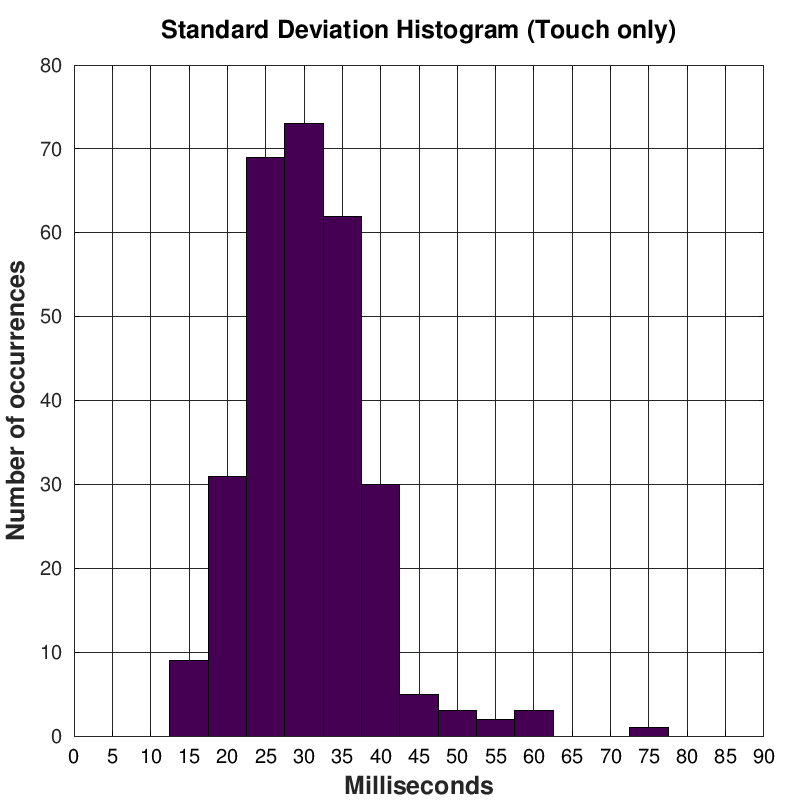 Standard Deviation Histogram (Touch only)
80
70
60
50
40
30
20
10
0
Number of occurrences
0 5 10 15 20 25 30 35 40 45 50 55 60 65 70 75 80 85 90
Milliseconds